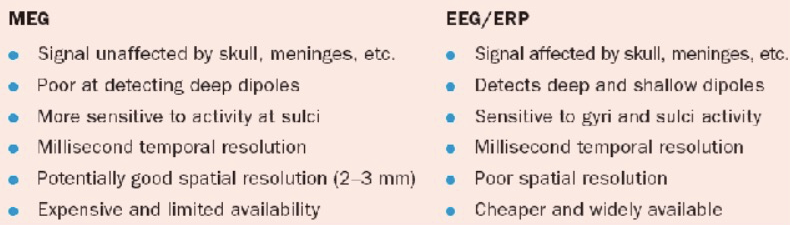 MEG
• Signal unaffected by skull, meninges, etc.
• Poor at detecting deep dipoles
• More sensitive to activity at sulci
• Millisecond temporal resolution
• Potentially good spatial resolution (2–3 mm)
• Expensive and limited availability
EEG/ERP
• Signal affected by skull, meninges, etc.
• Detects deep and shallow dipoles
• Sensitive to gyri and sulci activity
• Millisecond temporal resolution
• Poor spatial resolution
• Cheaper and widely available